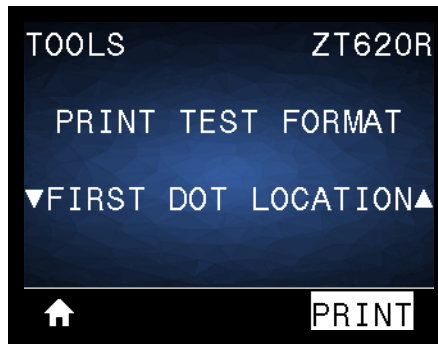 TOOLS ZT620R
PRINT TEST FORMAT
▼FIRST DOT LOCATION▲
PRINT